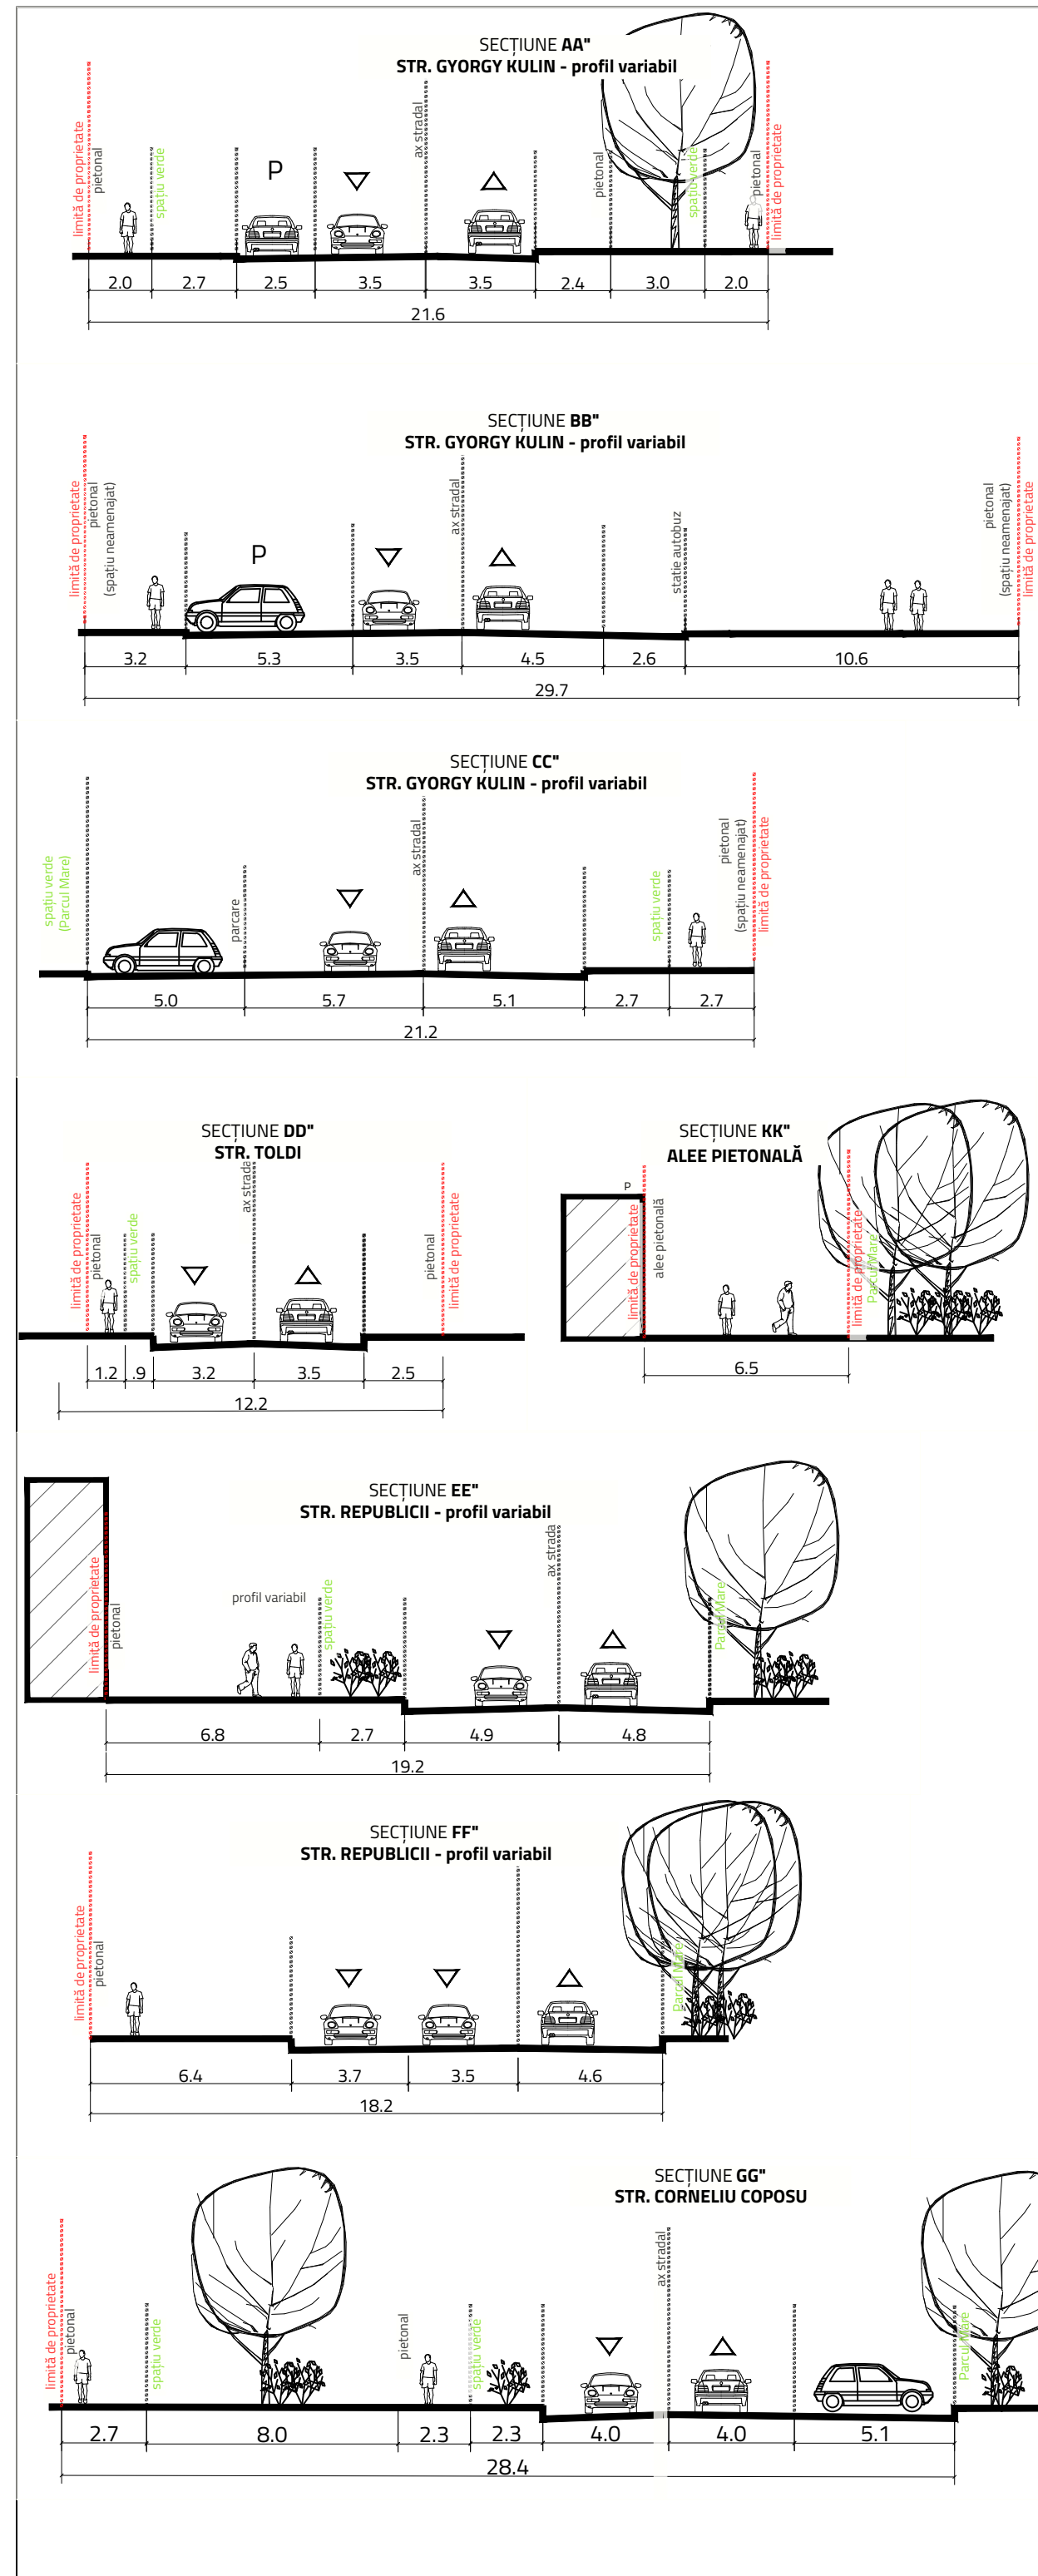 SECȚIUNE AA"
STR. GYORGY KULIN - profil variabil
limită de proprietate
pietonal
spațiu verde
P
ax stradal
pietonal
spațiu verde
pietonal
limită de proprietate
2.0 2.7 2.5 3.5 3.5 2.4 3.0 2.0
21.6
SECȚIUNE BB"
STR. GYORGY KULIN - profil variabil
limită de proprietate
pietonal
(spațiu neamenajat)
P
ax stradal
statie autobuz
pietonal
(spațiu neamenajat)
limită de proprietate
3.2 5.3 3.5 4.5 2.6 10.6
29.7
SECȚIUNE CC"
STR. GYORGY KULIN - profil variabil
spațiu verde
(Parcul Mare)
parcare
ax stradal
spațiu verde
pietonal
(spațiu neamenajat)
limită de proprietate
5.0 5.7 5.1 2.7 2.7
21.2
SECȚIUNE DD"
STR. TOLDI
limită de proprietate
pietonal
spațiu verde
ax strada
pietonal
limită de proprietate
1.2 .9 3.2 3.5 2.5
12.2
SECȚIUNE KK"
ALEE PIETONALĂ
P
limită de proprietate
alee pietonală
limită de proprietate
Parcul Mare
6.5
SECȚIUNE EE"
STR. REPUBLICII - profil variabil
limită de proprietate
pietonal
profil variabil
spațiu verde
ax strada
Parcul Mare
6.8 2.7 4.9 4.8
19.2
SECȚIUNE FF"
STR. REPUBLICII - profil variabil
limită de proprietate
pietonal
Parcul Mare
6.4 3.7 3.5 4.6
18.2
SECȚIUNE GG"
STR. CORNELIU COPOSU
limită de proprietate
pietonal
spațiu verde
pietonal
spațiu verde
ax stradal
Parcul Mare
2.7 8.0 2.3 2.3 4.0 4.0 5.1
28.4